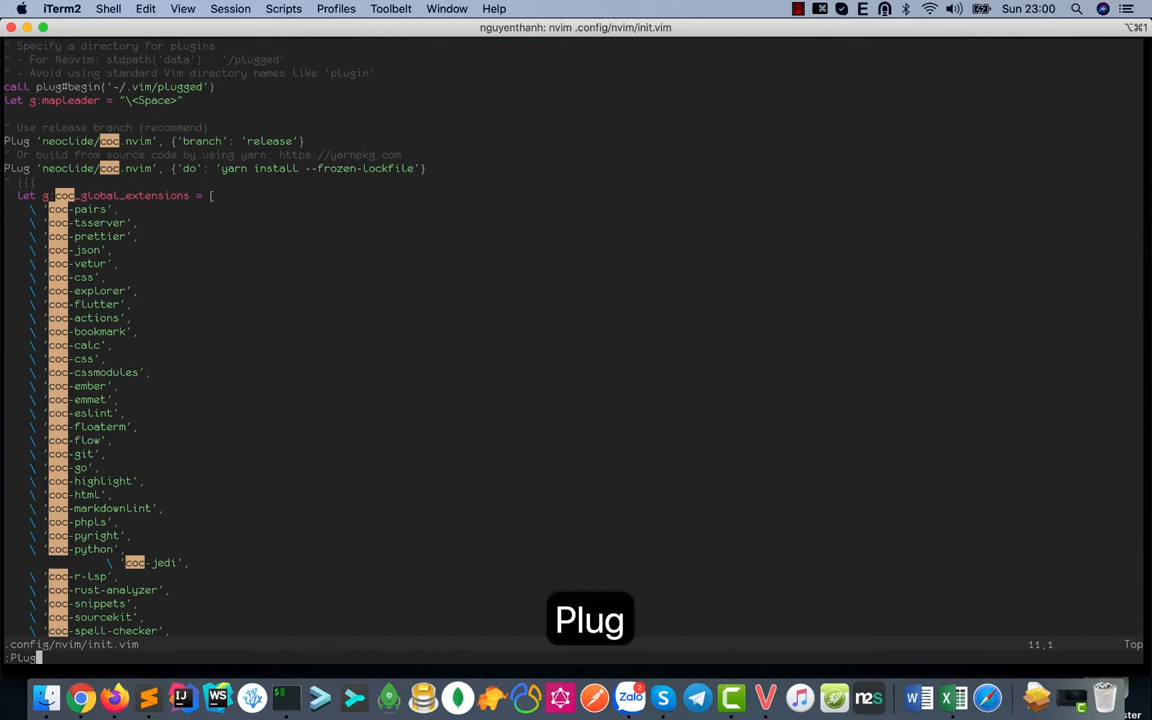 iTerm2 Shell Edit View Session Scripts Profiles Toolbelt Window Help Sun 23:00
nguyenthanh: nvim .config/nvim/init.vim ⌥⌘1
" Specify a directory for plugins
" - For Neovim: stdpath('data') . '/plugged'
" - Avoid using standard Vim directory names like 'plugin'
call plug#begin('~/.vim/plugged')
let g:mapleader = "\<Space>"
" Use release branch (recommend)
Plug 'neoclide/coc.nvim', {'branch': 'release'}
" Or build from source code by using yarn: https://yarnpkg.com
Plug 'neoclide/coc.nvim', {'do': 'yarn install --frozen-lockfile'}
" {{{
let g:coc_global_extensions = [
\ 'coc-pairs',
\ 'coc-tsserver',
\ 'coc-prettier',
\ 'coc-json',
\ 'coc-vetur',
\ 'coc-css',
\ 'coc-explorer',
\ 'coc-flutter',
\ 'coc-actions',
\ 'coc-bookmark',
\ 'coc-calc',
\ 'coc-css',
\ 'coc-cssmodules',
\ 'coc-ember',
\ 'coc-emmet',
\ 'coc-eslint',
\ 'coc-floaterm',
\ 'coc-flow',
\ 'coc-git',
\ 'coc-go',
\ 'coc-highlight',
\ 'coc-html',
\ 'coc-markdownlint',
\ 'coc-phpls',
\ 'coc-pyright',
\ 'coc-python',
\ 'coc-jedi',
\ 'coc-r-lsp',
\ 'coc-rust-analyzer',
\ 'coc-snippets',
\ 'coc-sourcekit',
\ 'coc-spell-checker',
Plug
.config/nvim/init.vim 11,1 Top
:Plug